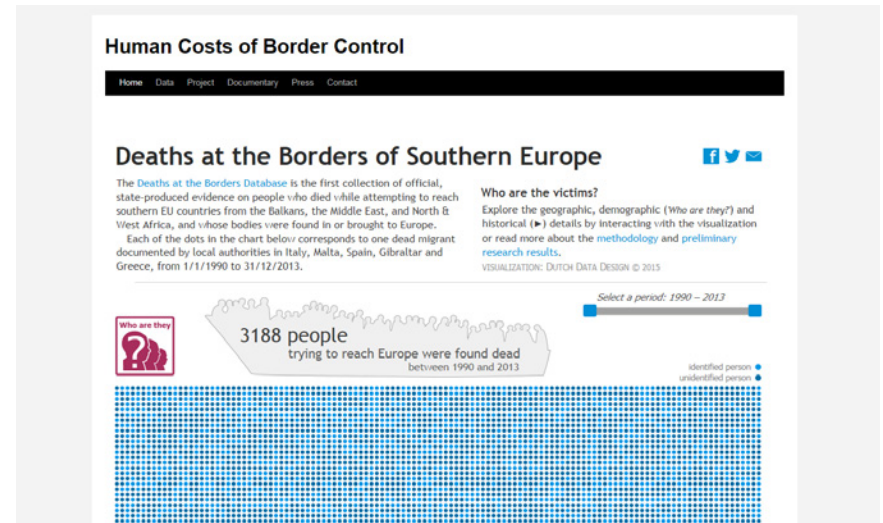 Human Costs of Border Control
Home Data Project Documentary Press Contact
Deaths at the Borders of Southern Europe
The Deaths at the Borders Database is the first collection of official,
state-produced evidence on people who died while attempting to reach
southern EU countries from the Balkans, the Middle East, and North &
West Africa, and whose bodies were found in or brought to Europe.
Each of the dots in the chart below corresponds to one dead migrant
documented by local authorities in Italy, Malta, Spain, Gibraltar and
Greece, from 1/1/1990 to 31/12/2013.
Who are the victims?
Explore the geographic, demographic (Who are they?) and
historical (►) details by interacting with the visualization
or read more about the methodology and preliminary
research results.
VISUALIZATION: DUTCH DATA DESIGN © 2015
Select a period: 1990 – 2013
Who are they
?
3188 people
trying to reach Europe were found dead
between 1990 and 2013
identified person
unidentified person